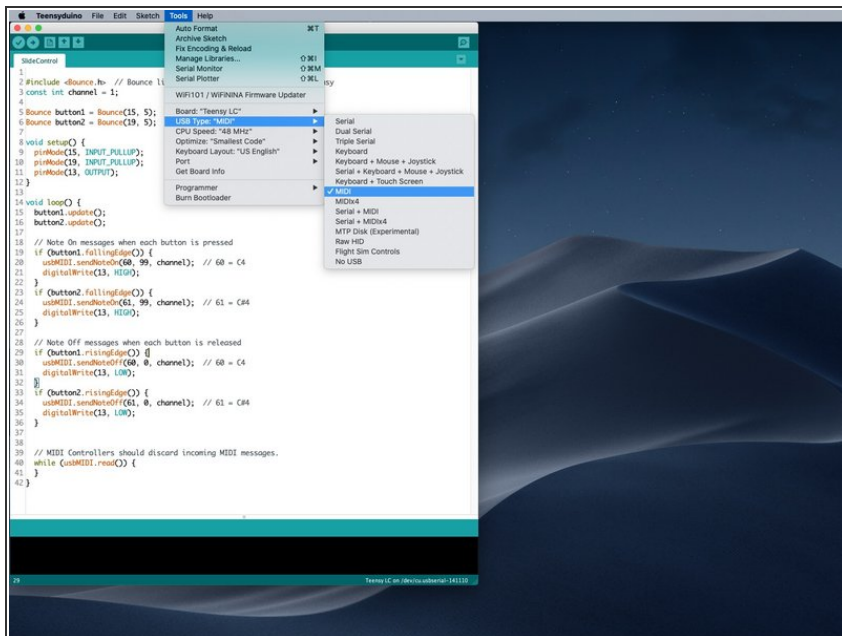 Teensyduino File Edit Sketch Tools Help
SlideControl
Auto Format ⌘T
Archive Sketch
Fix Encoding & Reload
Manage Libraries... ⇧⌘I
Serial Monitor ⇧⌘M
Serial Plotter ⇧⌘L
WiFi101 / WiFiNINA Firmware Updater
Board: "Teensy LC"
USB Type: "MIDI"
CPU Speed: "48 MHz"
Optimize: "Smallest Code"
Keyboard Layout: "US English"
Port
Get Board Info
Programmer
Burn Bootloader
Serial
Dual Serial
Triple Serial
Keyboard
Keyboard + Mouse + Joystick
Serial + Keyboard + Mouse + Joystick
Keyboard + Touch Screen
✓ MIDI
MIDIx4
Serial + MIDI
Serial + MIDIx4
MTP Disk (Experimental)
Raw HID
Flight Sim Controls
No USB
1
2 #include <Bounce.h> // Bounce li sy
3 const int channel = 1;
4
5 Bounce button1 = Bounce(15, 5);
6 Bounce button2 = Bounce(19, 5);
7
8 void setup() {
9 pinMode(15, INPUT_PULLUP);
10 pinMode(19, INPUT_PULLUP);
11 pinMode(13, OUTPUT);
12 }
13
14 void loop() {
15 button1.update();
16 button2.update();
17
18 // Note On messages when each button is pressed
19 if (button1.fallingEdge()) {
20 usbMIDI.sendNoteOn(60, 99, channel); // 60 = C4
21 digitalWrite(13, HIGH);
22 }
23 if (button2.fallingEdge()) {
24 usbMIDI.sendNoteOn(61, 99, channel); // 61 = C#4
25 digitalWrite(13, HIGH);
26 }
27
28 // Note Off messages when each button is released
29 if (button1.risingEdge()) {
30 usbMIDI.sendNoteOff(60, 0, channel); // 60 = C4
31 digitalWrite(13, LOW);
32 }
33 if (button2.risingEdge()) {
34 usbMIDI.sendNoteOff(61, 0, channel); // 61 = C#4
35 digitalWrite(13, LOW);
36 }
37
38
39 // MIDI Controllers should discard incoming MIDI messages.
40 while (usbMIDI.read()) {
41 }
42 }
29
Teensy LC on /dev/cu.usbserial-141110